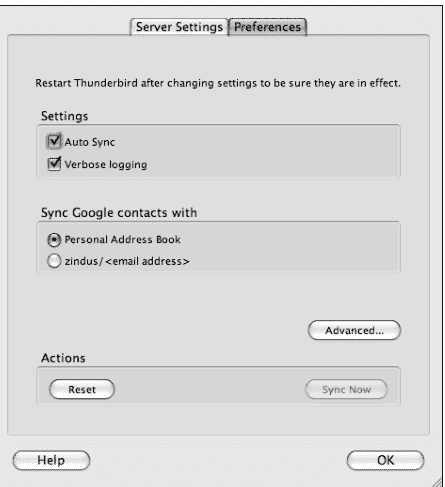 Server Settings Preferences
Restart Thunderbird after changing settings to be sure they are in effect.
Settings
Auto Sync
Verbose logging
Sync Google contacts with
Personal Address Book
zindus/<email address>
Advanced...
Actions
Reset Sync Now
Help OK